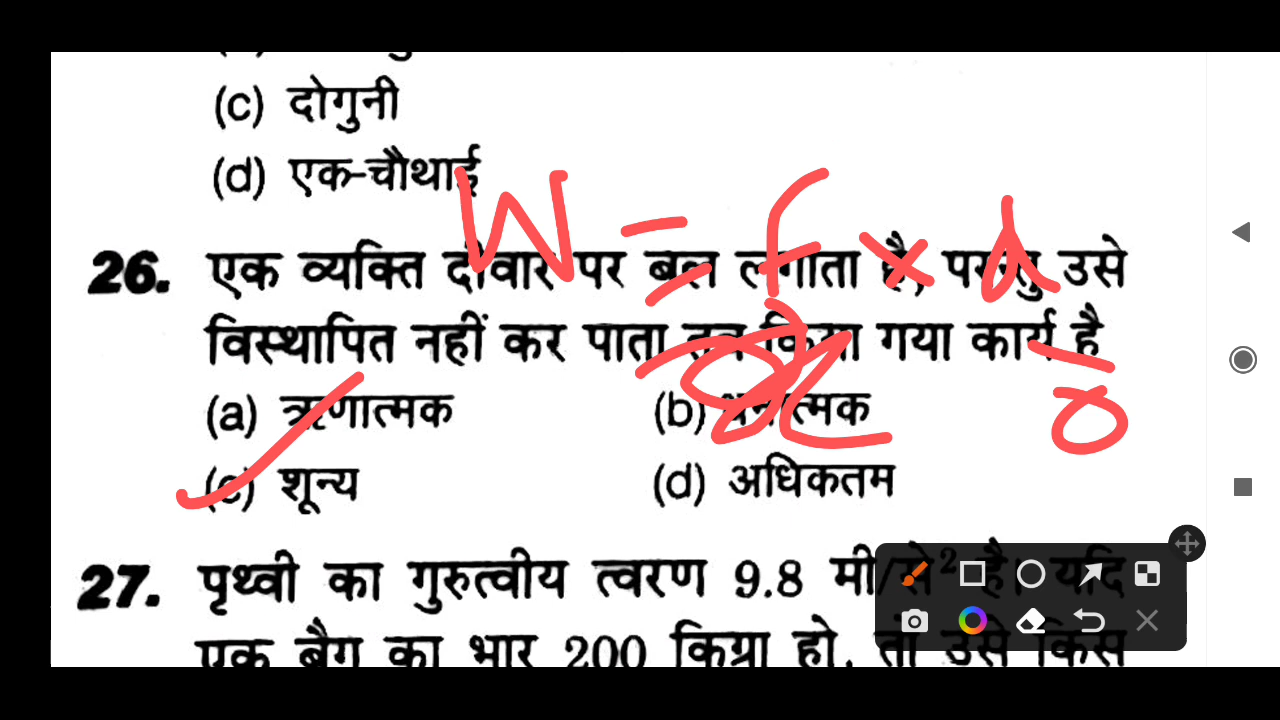 (c) दोगुनी
(d) एक-चौथाई
W = F × d
26. एक व्यक्ति दीवार पर बल लगाता है, परन्तु उसे
विस्थापित नहीं कर पाता तब किया गया कार्य है
(a) ऋणात्मक (b) धनात्मक
(c) शून्य (d) अधिकतम
27. पृथ्वी का गुरुत्वीय त्वरण 9.8 मी/से² है। यदि
एक बैग का भार 200 किग्रा हो, तो उसे किस